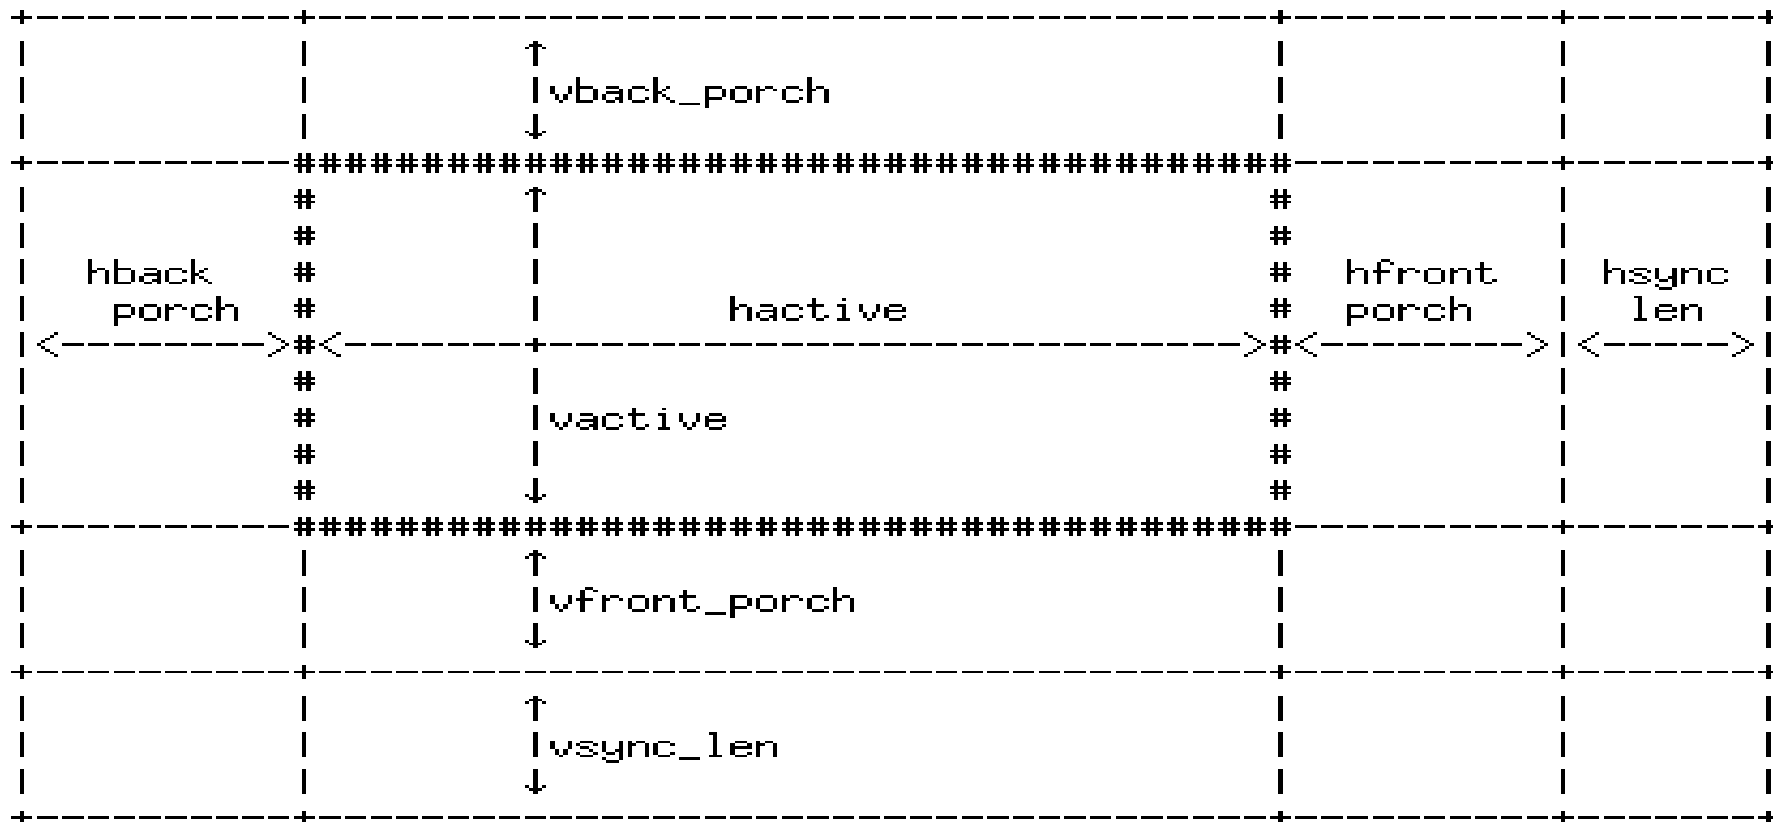 vback_porch
hback hfront hsync
porch hactive porch len
vactive
vfront_porch
vsync_len